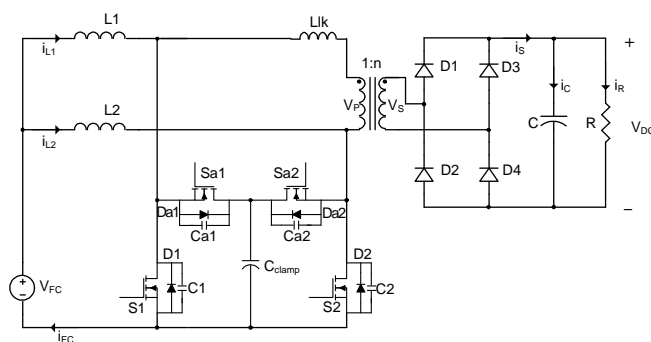 L1
Llk
iL1
iS
+
1:n
D1
D3
iC
iR
L2
VP
VS
C
R
VDC
iL2
Sa1
Sa2
D2
D4
Da1
Da2
Ca1
Ca2
−
D1
D2
Cclamp
VFC
+
−
C1
C2
S1
S2
iFC